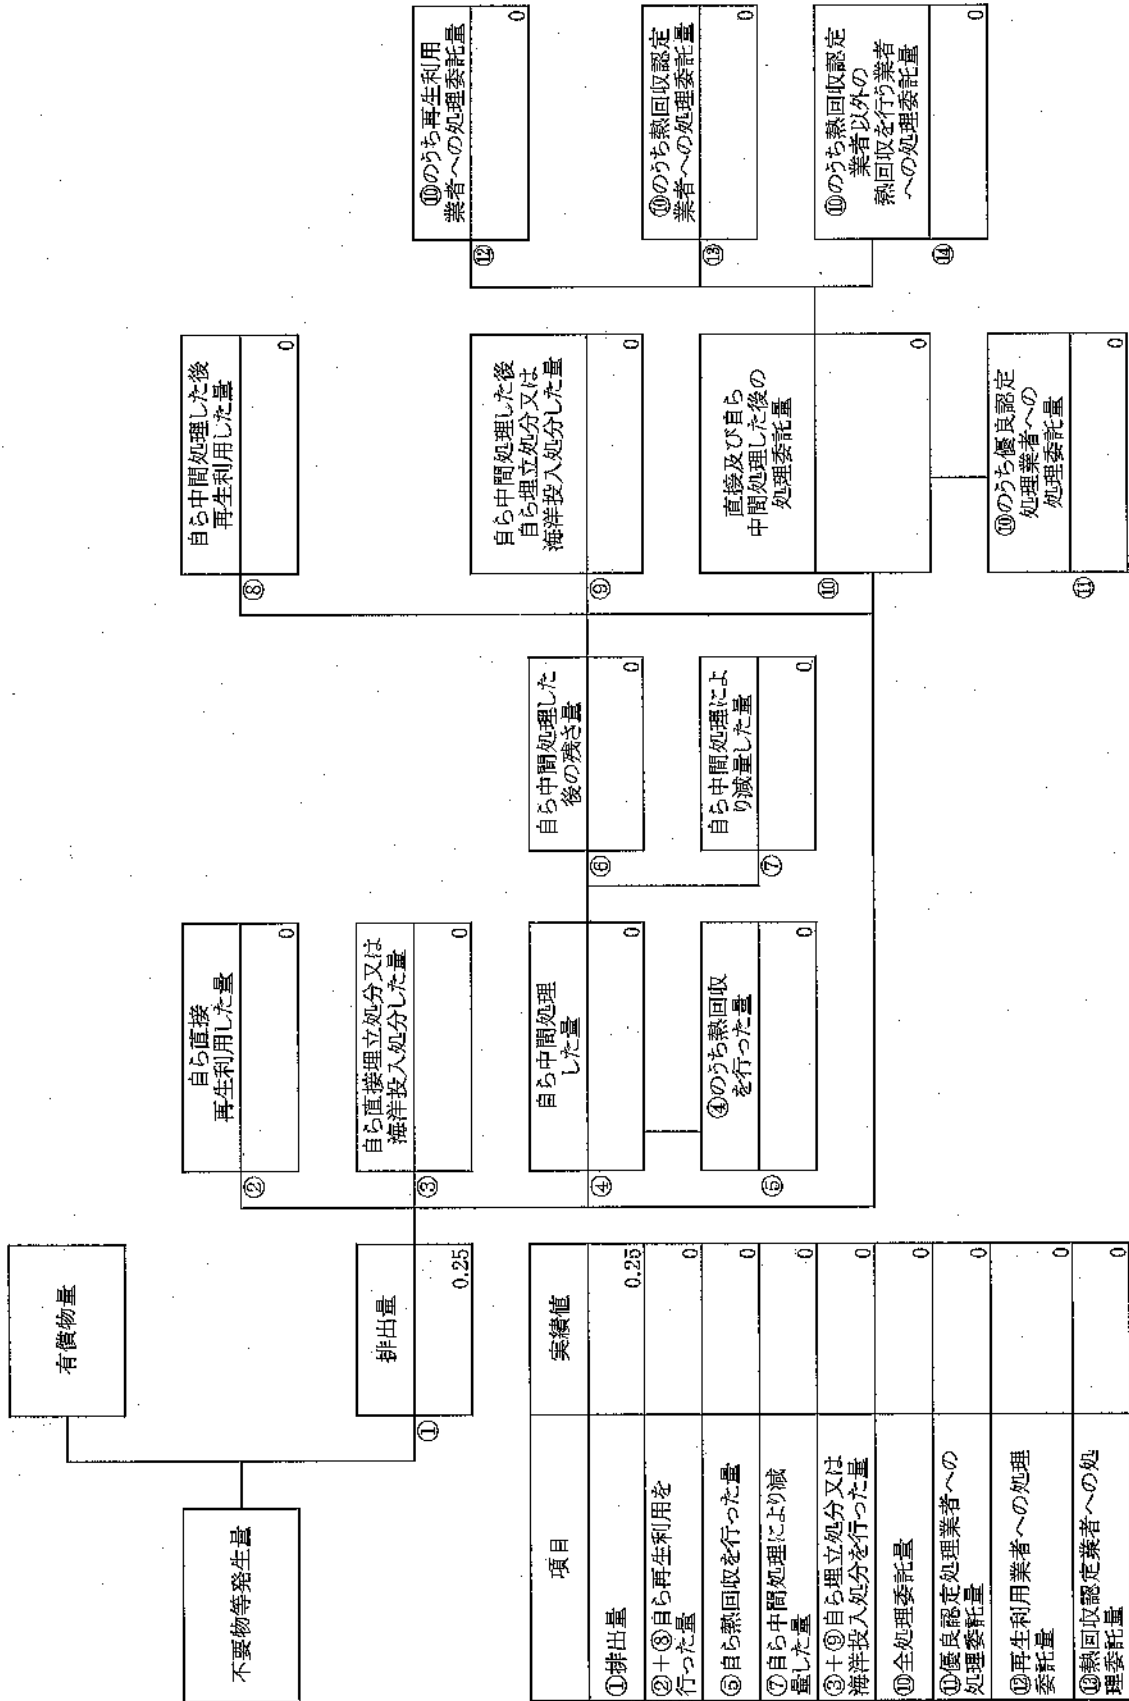 不要物等発生量
有償物量
①
排出量
0.25
②
自ら直接
再生利用した量
0
③
自ら直接埋立処分又は
海洋投入処分した量
0
④
自ら中間処理
した量
0
⑤
④のうち熱回収
を行った量
0
⑥
自ら中間処理した
後の残さ量
0
⑦
自ら中間処理によ
り減量した量
0
⑧
自ら中間処理した後
再生利用した量
0
⑨
自ら中間処理した後
自ら埋立処分又は
海洋投入処分した量
0
⑩
直接及び自ら
中間処理した後の
処理委託量
0
⑪
⑩のうち優良認定
処理業者への
処理委託量
0
⑫
⑩のうち再生利用
業者への処理委託量
0
⑬
⑩のうち熱回収認定
業者への処理委託量
0
⑭
⑩のうち熱回収認定
業者以外の
熱回収を行う業者
への処理委託量
0
項目 実績値
①排出量 0.25
②+⑧自ら再生利用を
行った量 0
⑤自ら熱回収を行った量 0
⑦自ら中間処理により減
量した量 0
③+⑨自ら埋立処分又は
海洋投入処分を行った量 0
⑩全処理委託量 0
⑪優良認定処理業者への
処理委託量 0
⑫再生利用業者への処理
委託量 0
⑬熱回収認定業者への処
理委託量 0